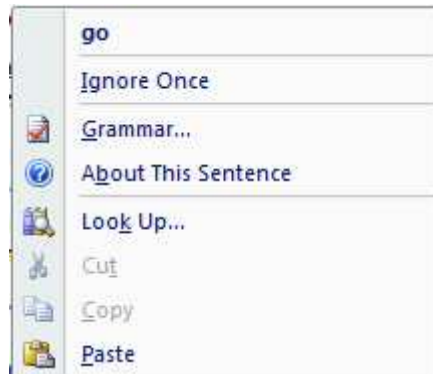 go
Ignore Once
Grammar...
About This Sentence
Look Up...
Cut
Copy
Paste